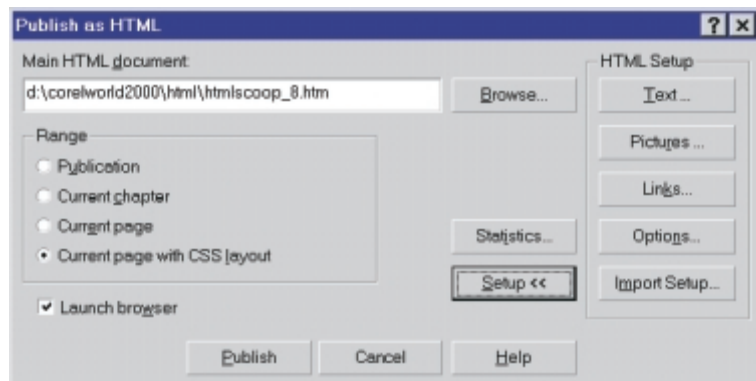 Publish as HTML
Main HTML document:
d:\corelworld2000\html\htmlscoop_8.htm
Browse...
Range
Publication
Current chapter
Current page
Current page with CSS layout
Launch browser
Statistics...
Setup <<
Publish
Cancel
Help
HTML Setup
Text ...
Pictures ...
Links...
Options...
Import Setup...